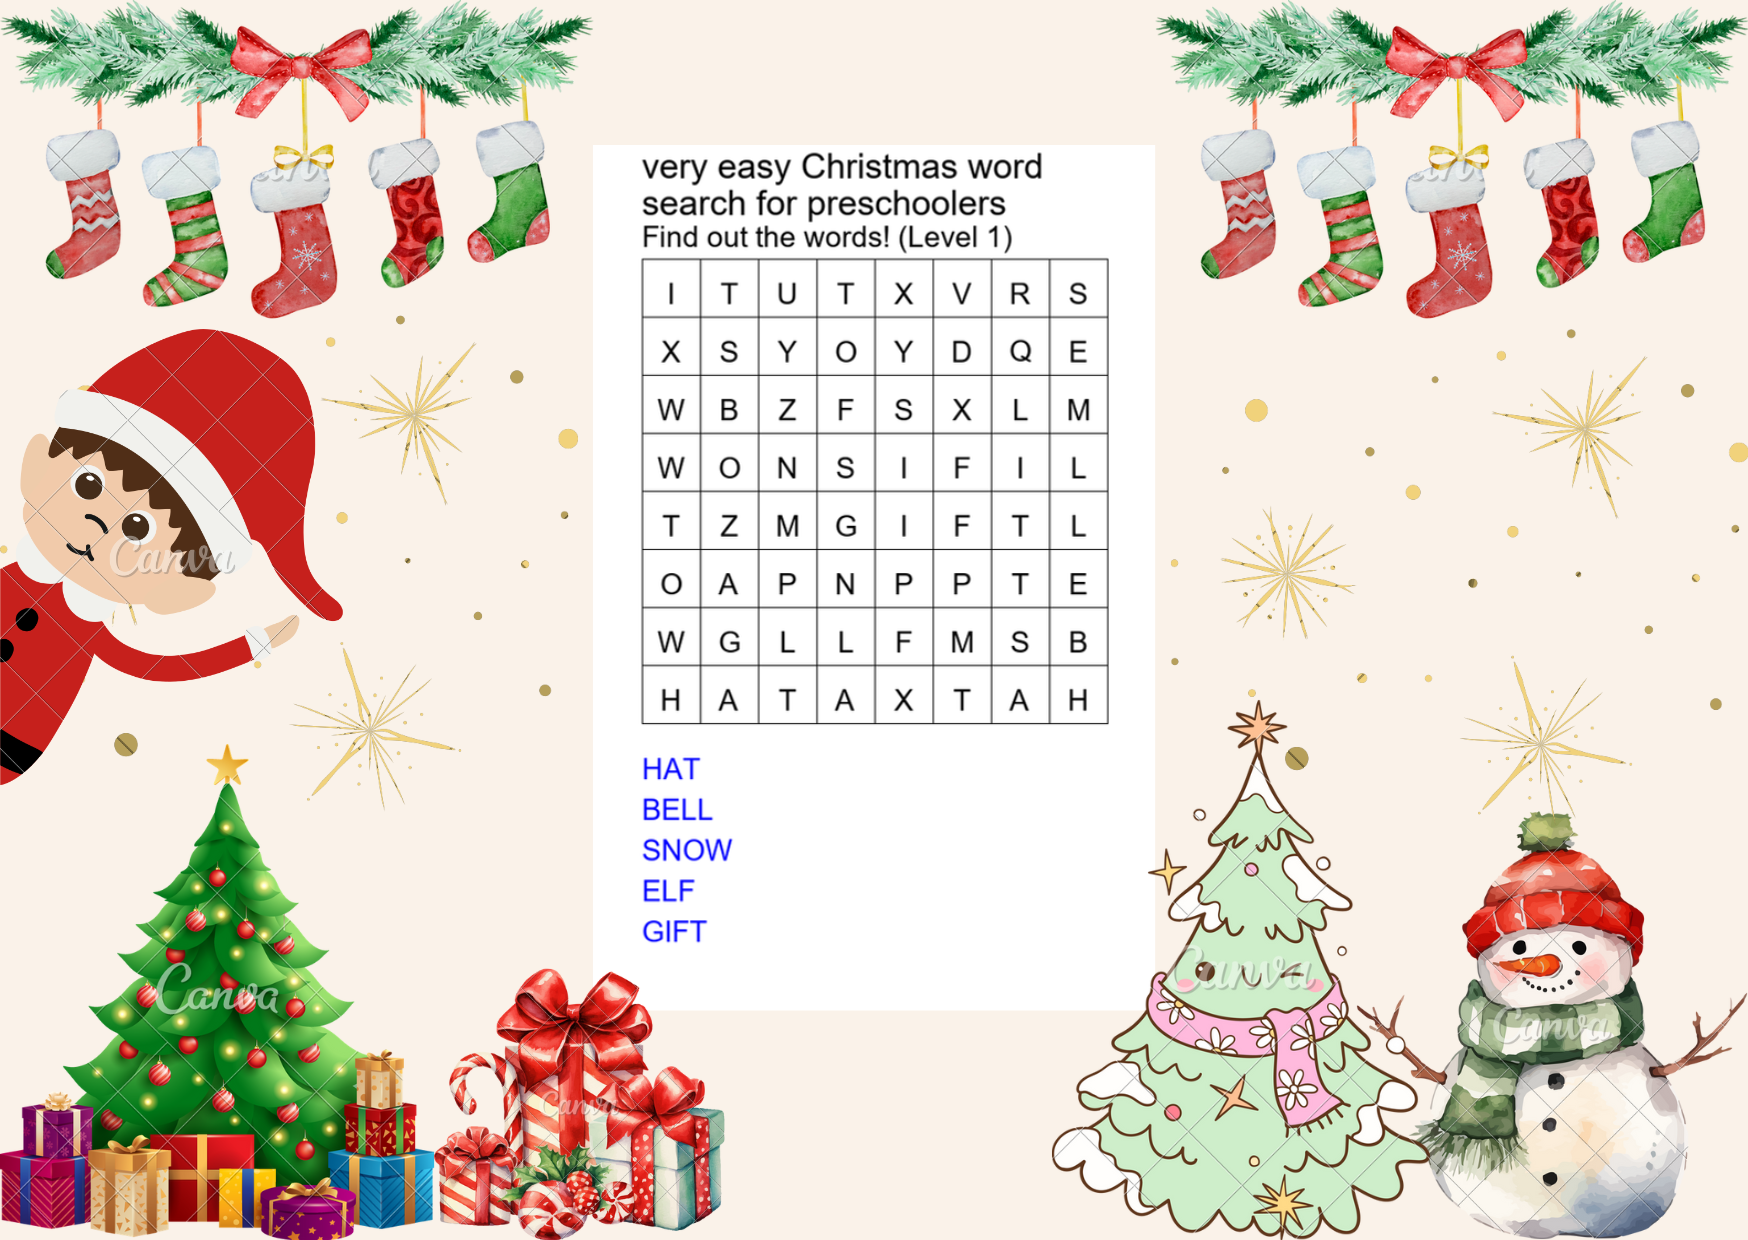 very easy Christmas word
search for preschoolers
Find out the words! (Level 1)
I T U T X V R S
X S Y O Y D Q E
W B Z F S X L M
W O N S I F I L
T Z M G I F T L
O A P N P P T E
W G L L F M S B
H A T A X T A H
HAT
BELL
SNOW
ELF
GIFT
Canva
Canva
Canva
Canva
Canva